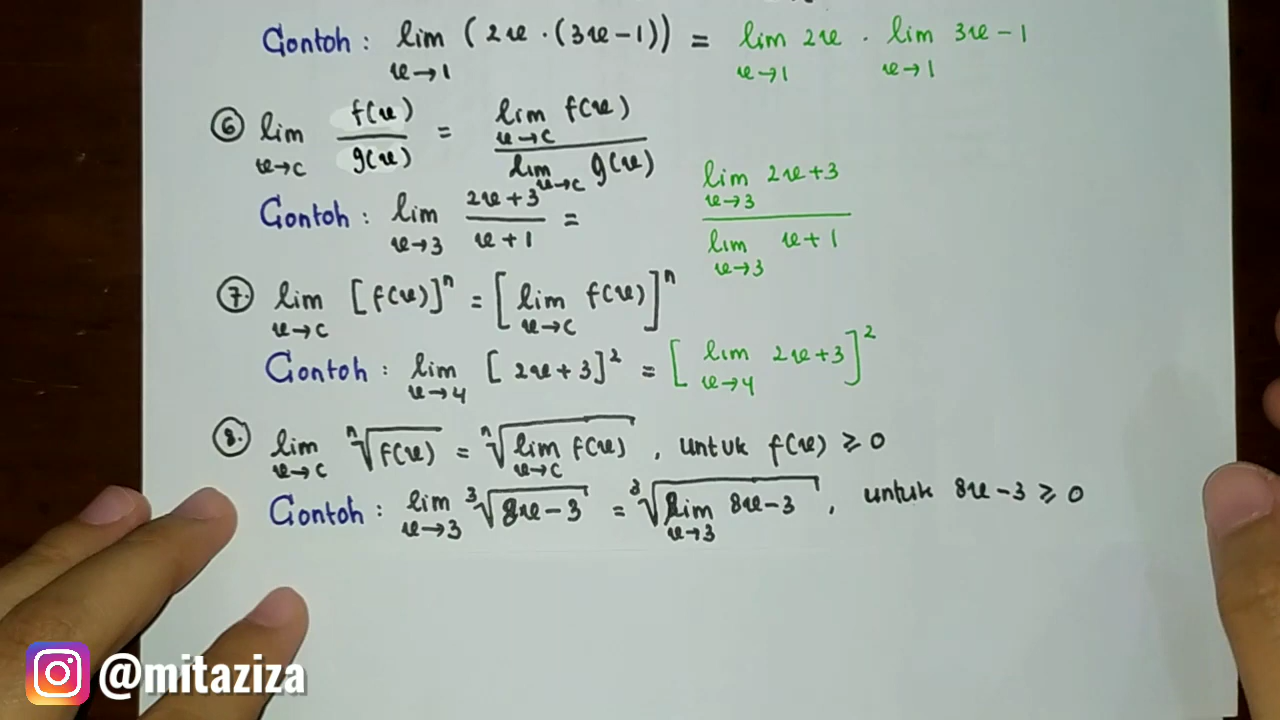 Contoh : lim x→1 (2x · (3x − 1)) = lim x→1 2x · lim x→1 3x − 1
⑥ lim x→c f(x)/g(x) = lim x→c f(x) / lim x→c g(x)
Contoh : lim x→3 2x + 3 / x + 1 = lim x→3 2x + 3 / lim x→3 x + 1
⑦. lim x→c [f(x)]ⁿ = [lim x→c f(x)]ⁿ
Contoh : lim x→4 [2x + 3]² = [lim x→4 2x + 3]²
⑧. lim x→c ⁿ√f(x) = ⁿ√lim x→c f(x) , untuk f(x) ≥ 0
Contoh : lim x→3 ³√8x − 3 = ³√lim x→3 8x − 3 , untuk 8x − 3 ≥ 0
@mitaziza